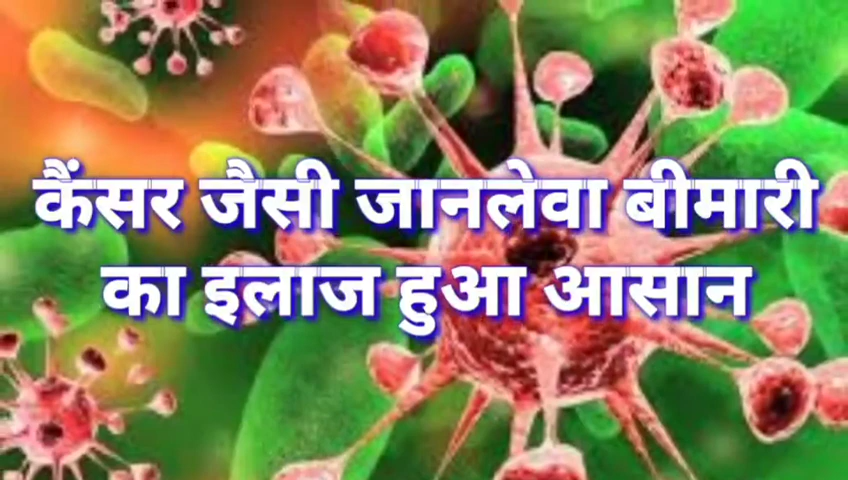 कैंसर जैसी जानलेवा बीमारी
का इलाज हुआ आसान